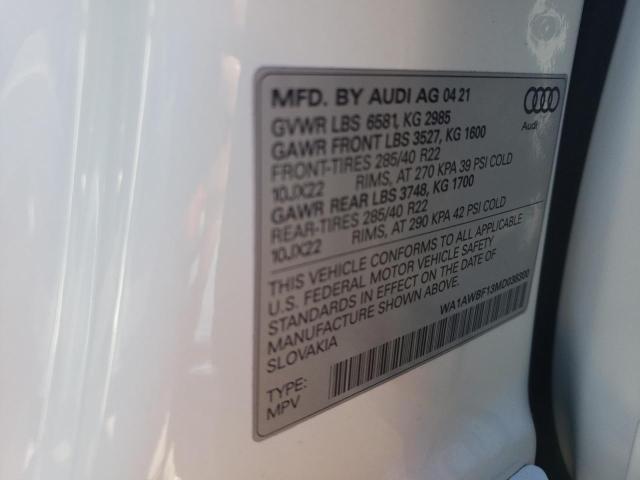 MFD. BY AUDI AG 04 21
GVWR LBS 6581, KG 2985
GAWR FRONT LBS 3527, KG 1600
FRONT-TIRES 285/40 R22
10JX22 RIMS, AT 270 KPA 39 PSI COLD
GAWR REAR LBS 3748, KG 1700
REAR-TIRES 285/40 R22
10JX22 RIMS, AT 290 KPA 42 PSI COLD
Audi
THIS VEHICLE CONFORMS TO ALL APPLICABLE
U.S. FEDERAL MOTOR VEHICLE SAFETY
STANDARDS IN EFFECT ON THE DATE OF
MANUFACTURE SHOWN ABOVE.
SLOVAKIA
TYPE:
MPV